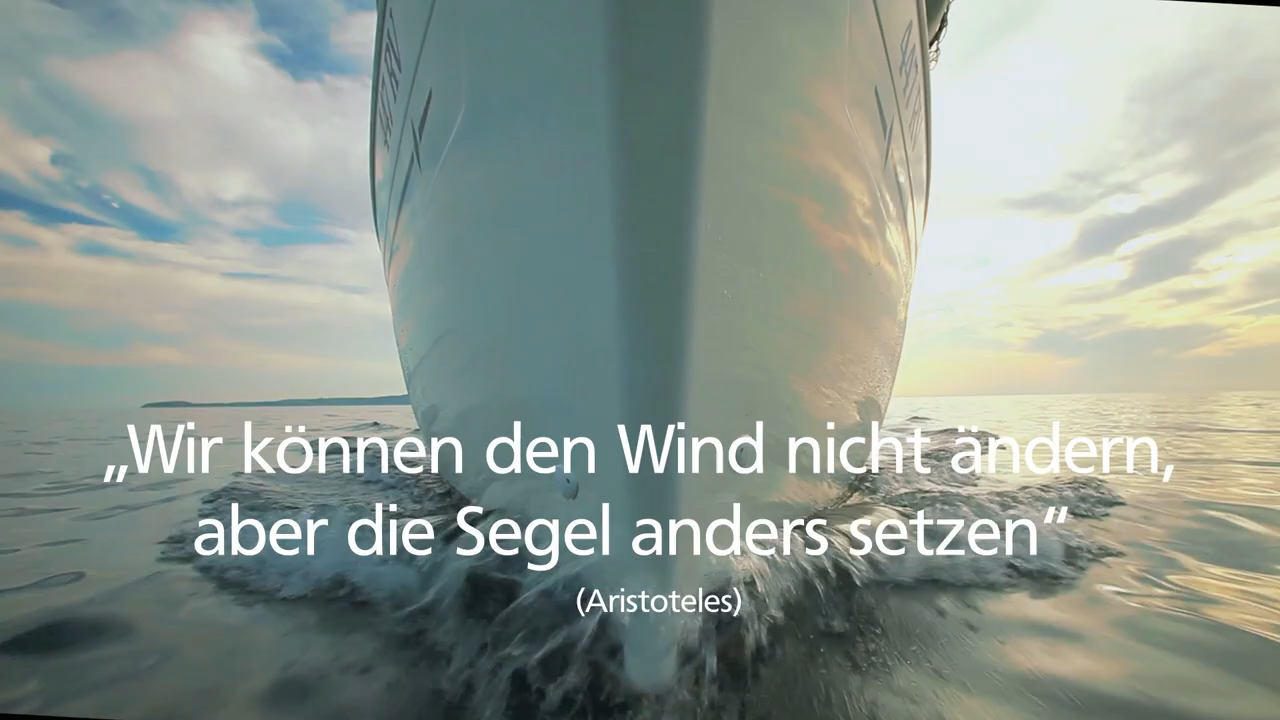 „Wir können den Wind nicht ändern,
aber die Segel anders setzen“
(Aristoteles)